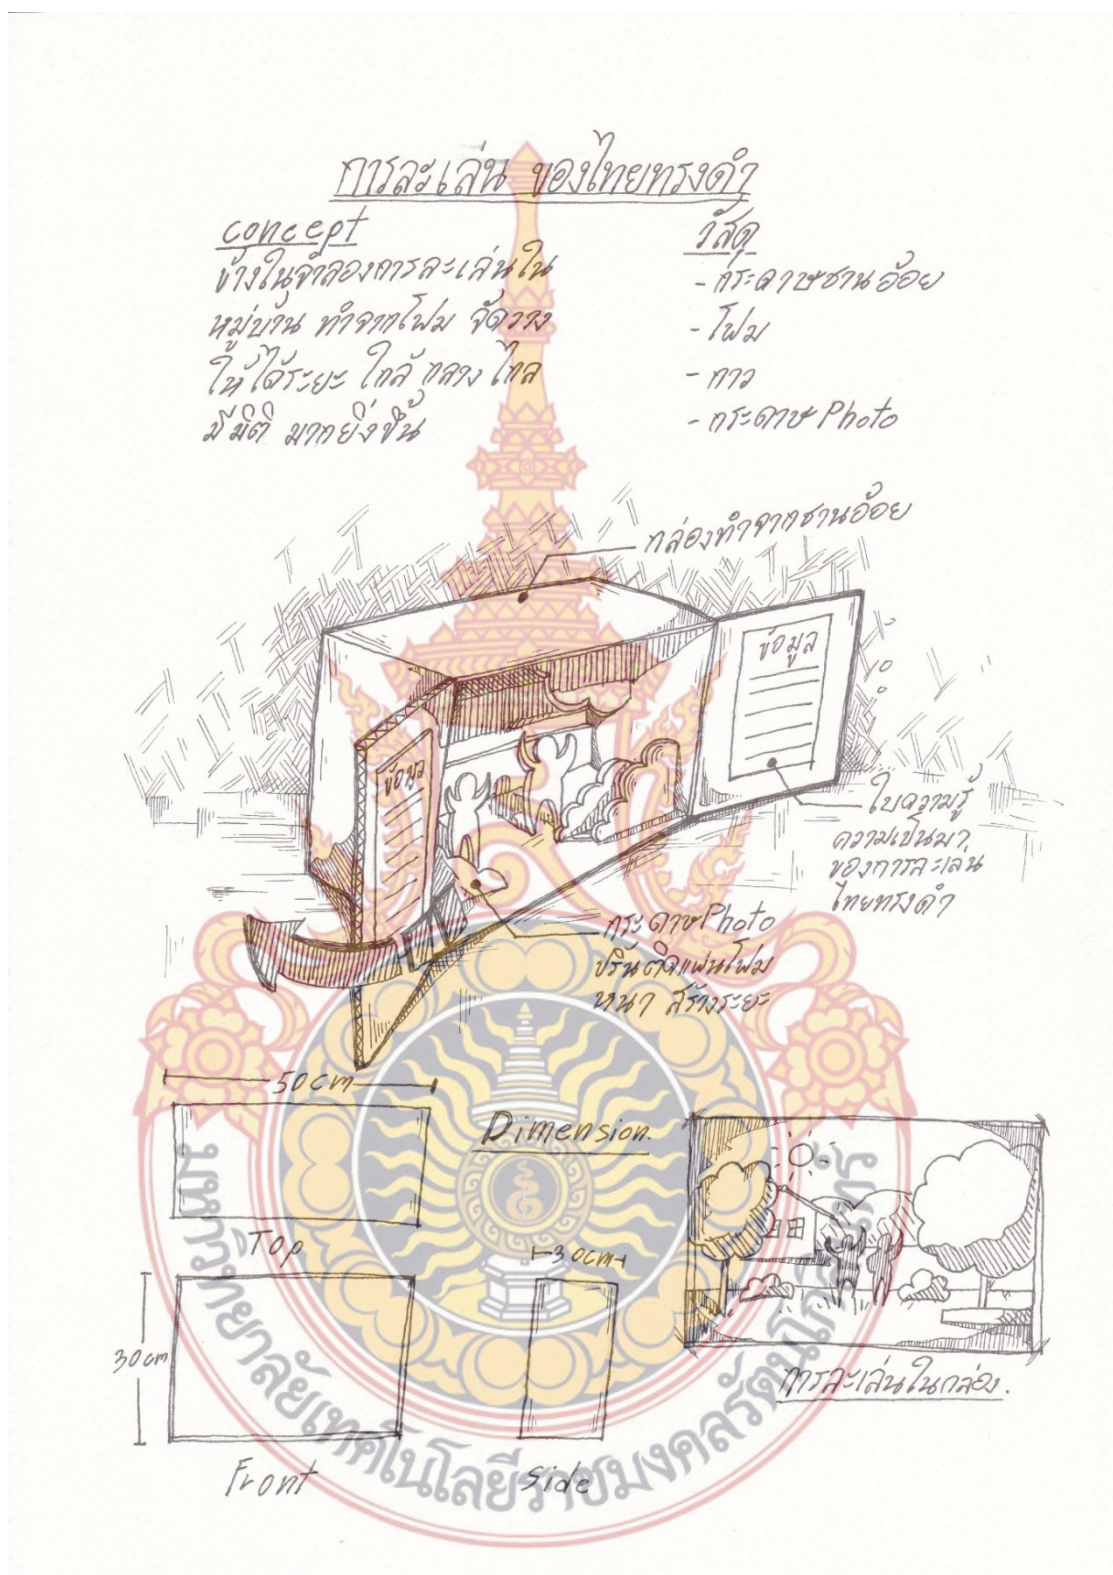 การละเล่น ของไทยทรงดำ
concept
ข้างในจำลองการละเล่นใน
หมู่บ้าน ทำจากโฟม จัดวาง
ให้ได้ระยะ ใกล้ กลาง ไกล
มีมิติ มากยิ่งขึ้น
วัสดุ
- กระดาษชานอ้อย
- โฟม
- กาว
- กระดาษ Photo
กล่องทำจากชานอ้อย
ข้อมูล
ข้อมูล
ใบความรู้
ความเป็นมา
ของการละเล่น
ไทยทรงดำ
กระดาษ Photo
ปริ้นติดแผ่นโฟม
หนา สร้างระยะ
50 cm
Dimension.
Top
30cm
30 cm
การละเล่นในกล่อง.
Front
Side
มหาวิทยาลัยเทคโนโลยีราชมงคลรัตนโกสินทร์